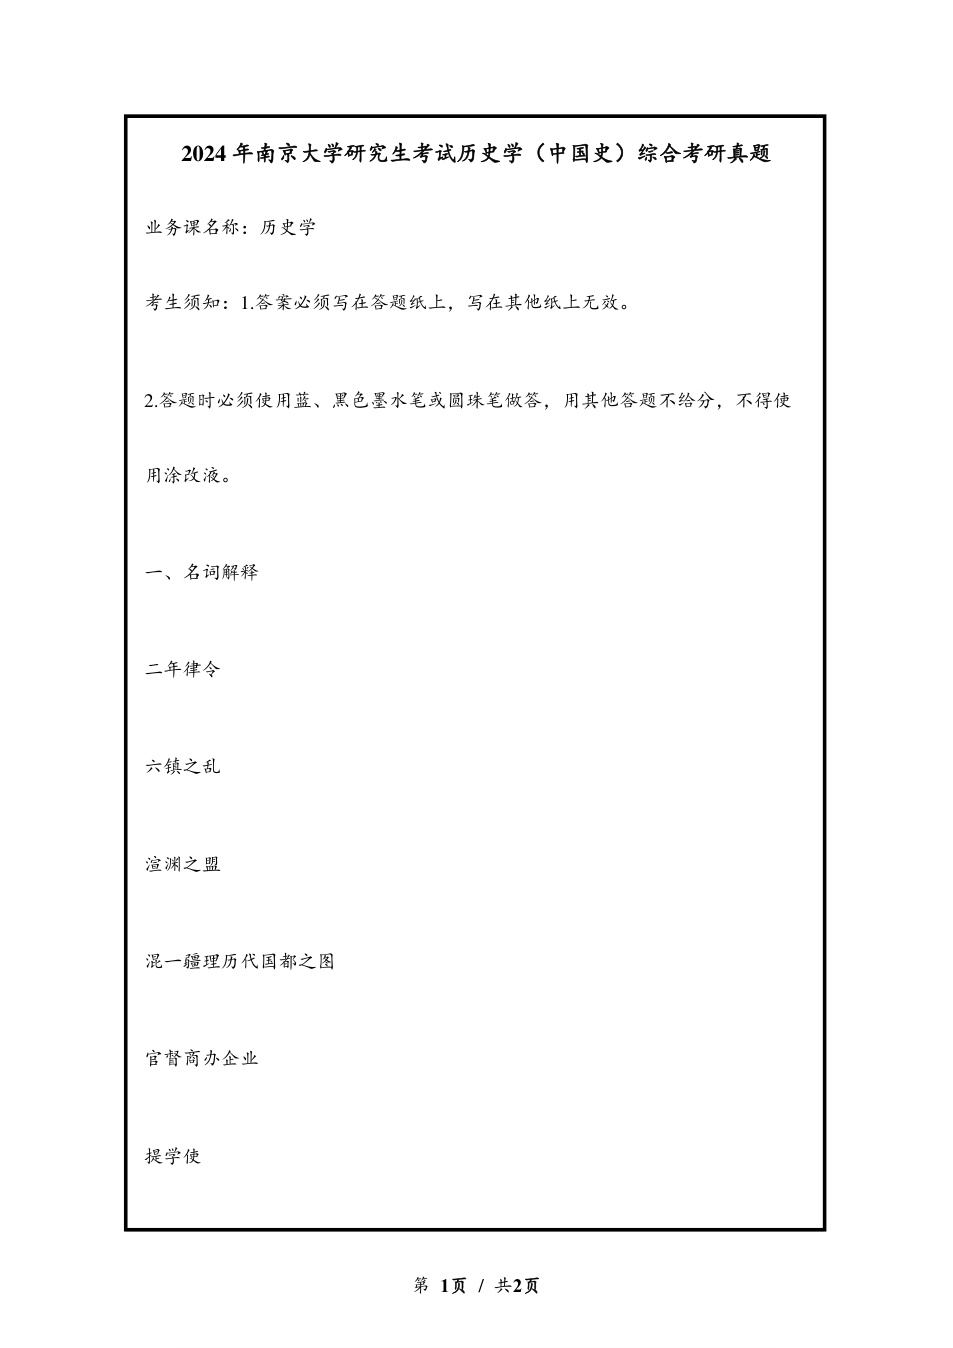 2024 年南京大学研究生考试历史学（中国史）综合考研真题
业务课名称：历史学
考生须知：1.答案必须写在答题纸上，写在其他纸上无效。
2.答题时必须使用蓝、黑色墨水笔或圆珠笔做答，用其他答题不给分，不得使
用涂改液。
一、名词解释
二年律令
六镇之乱
渲渊之盟
混一疆理历代国都之图
官督商办企业
提学使
第 1页 / 共2页